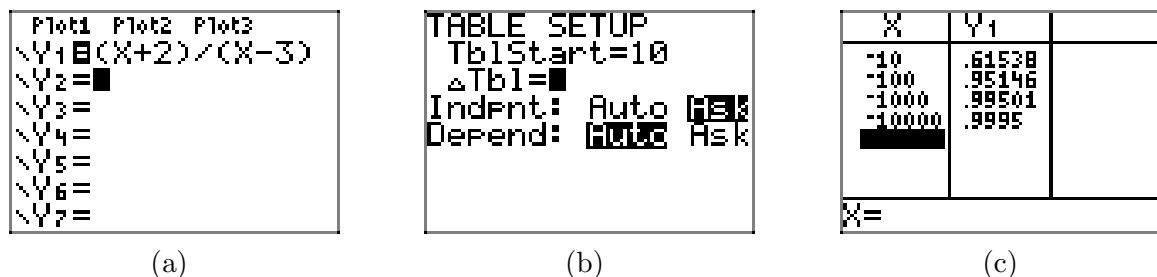 Plot1 Plot2 Plot3
\Y1=(X+2)/(X-3)
\Y2=
\Y3=
\Y4=
\Y5=
\Y6=
\Y7=
(a)
TABLE SETUP
TblStart=10
△Tbl=
Indpnt: Auto Ask
Depend: Auto Ask
(b)
X Y1
-10 .61538
-100 .95146
-1000 .99501
-10000 .9995
X=
(c)